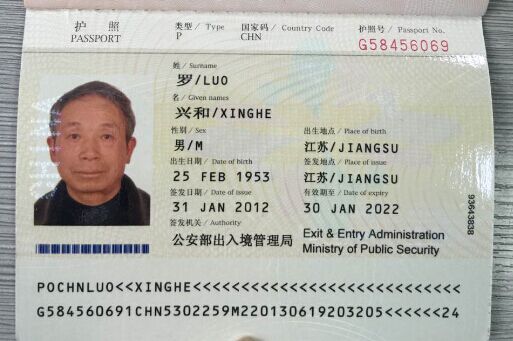 护照 类型 / Type 国家码 / Country Code 护照号 / Passport No.
PASSPORT P CHN G58456069
姓 / Surname
罗/LUO
名 / Given names
兴和/XINGHE
性别 / Sex 出生地点 / Place of birth
男/M 江苏/JIANGSU
出生日期 / Date of birth 签发地点 / Place of issue
25 FEB 1953 江苏/JIANGSU
签发日期 / Date of issue 有效期至 / Date of expiry
31 JAN 2012 30 JAN 2022
签发机关 / Authority
公安部出入境管理局 Exit & Entry Administration
Ministry of Public Security
93643838
POCHNLUO<<XINGHE<<<<<<<<<<<<<<<<<<<<<<<<<<<<
G584560691CHN5302259M220130619203205<<<<<<24